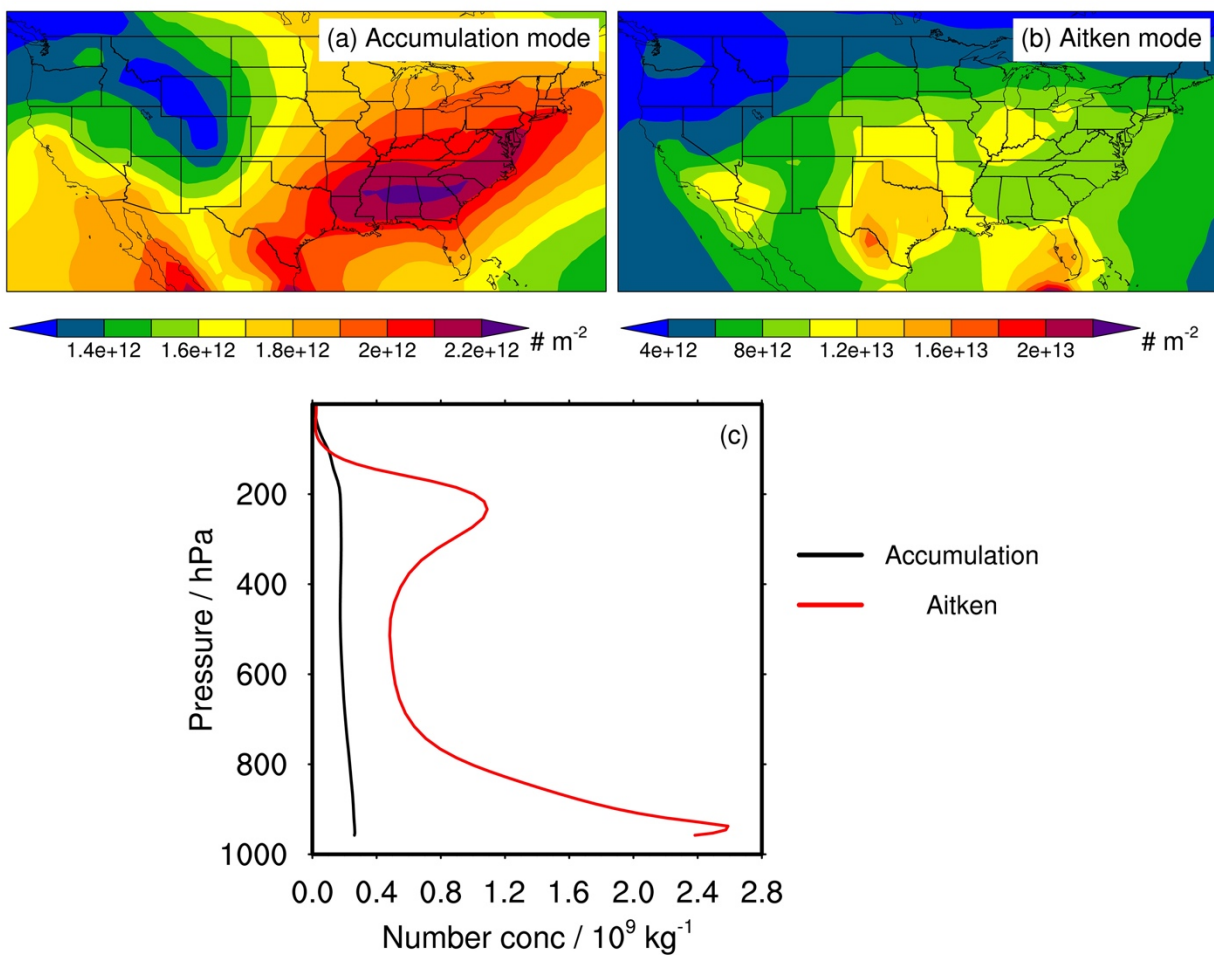 (a) Accumulation mode
(b) Aitken mode
1.4e+12 1.6e+12 1.8e+12 2e+12 2.2e+12 # m⁻²
4e+12 8e+12 1.2e+13 1.6e+13 2e+13 # m⁻²
(c)
Pressure / hPa
200
400
600
800
1000
0.0 0.4 0.8 1.2 1.6 2.0 2.4 2.8
Number conc / 10⁹ kg⁻¹
Accumulation
Aitken